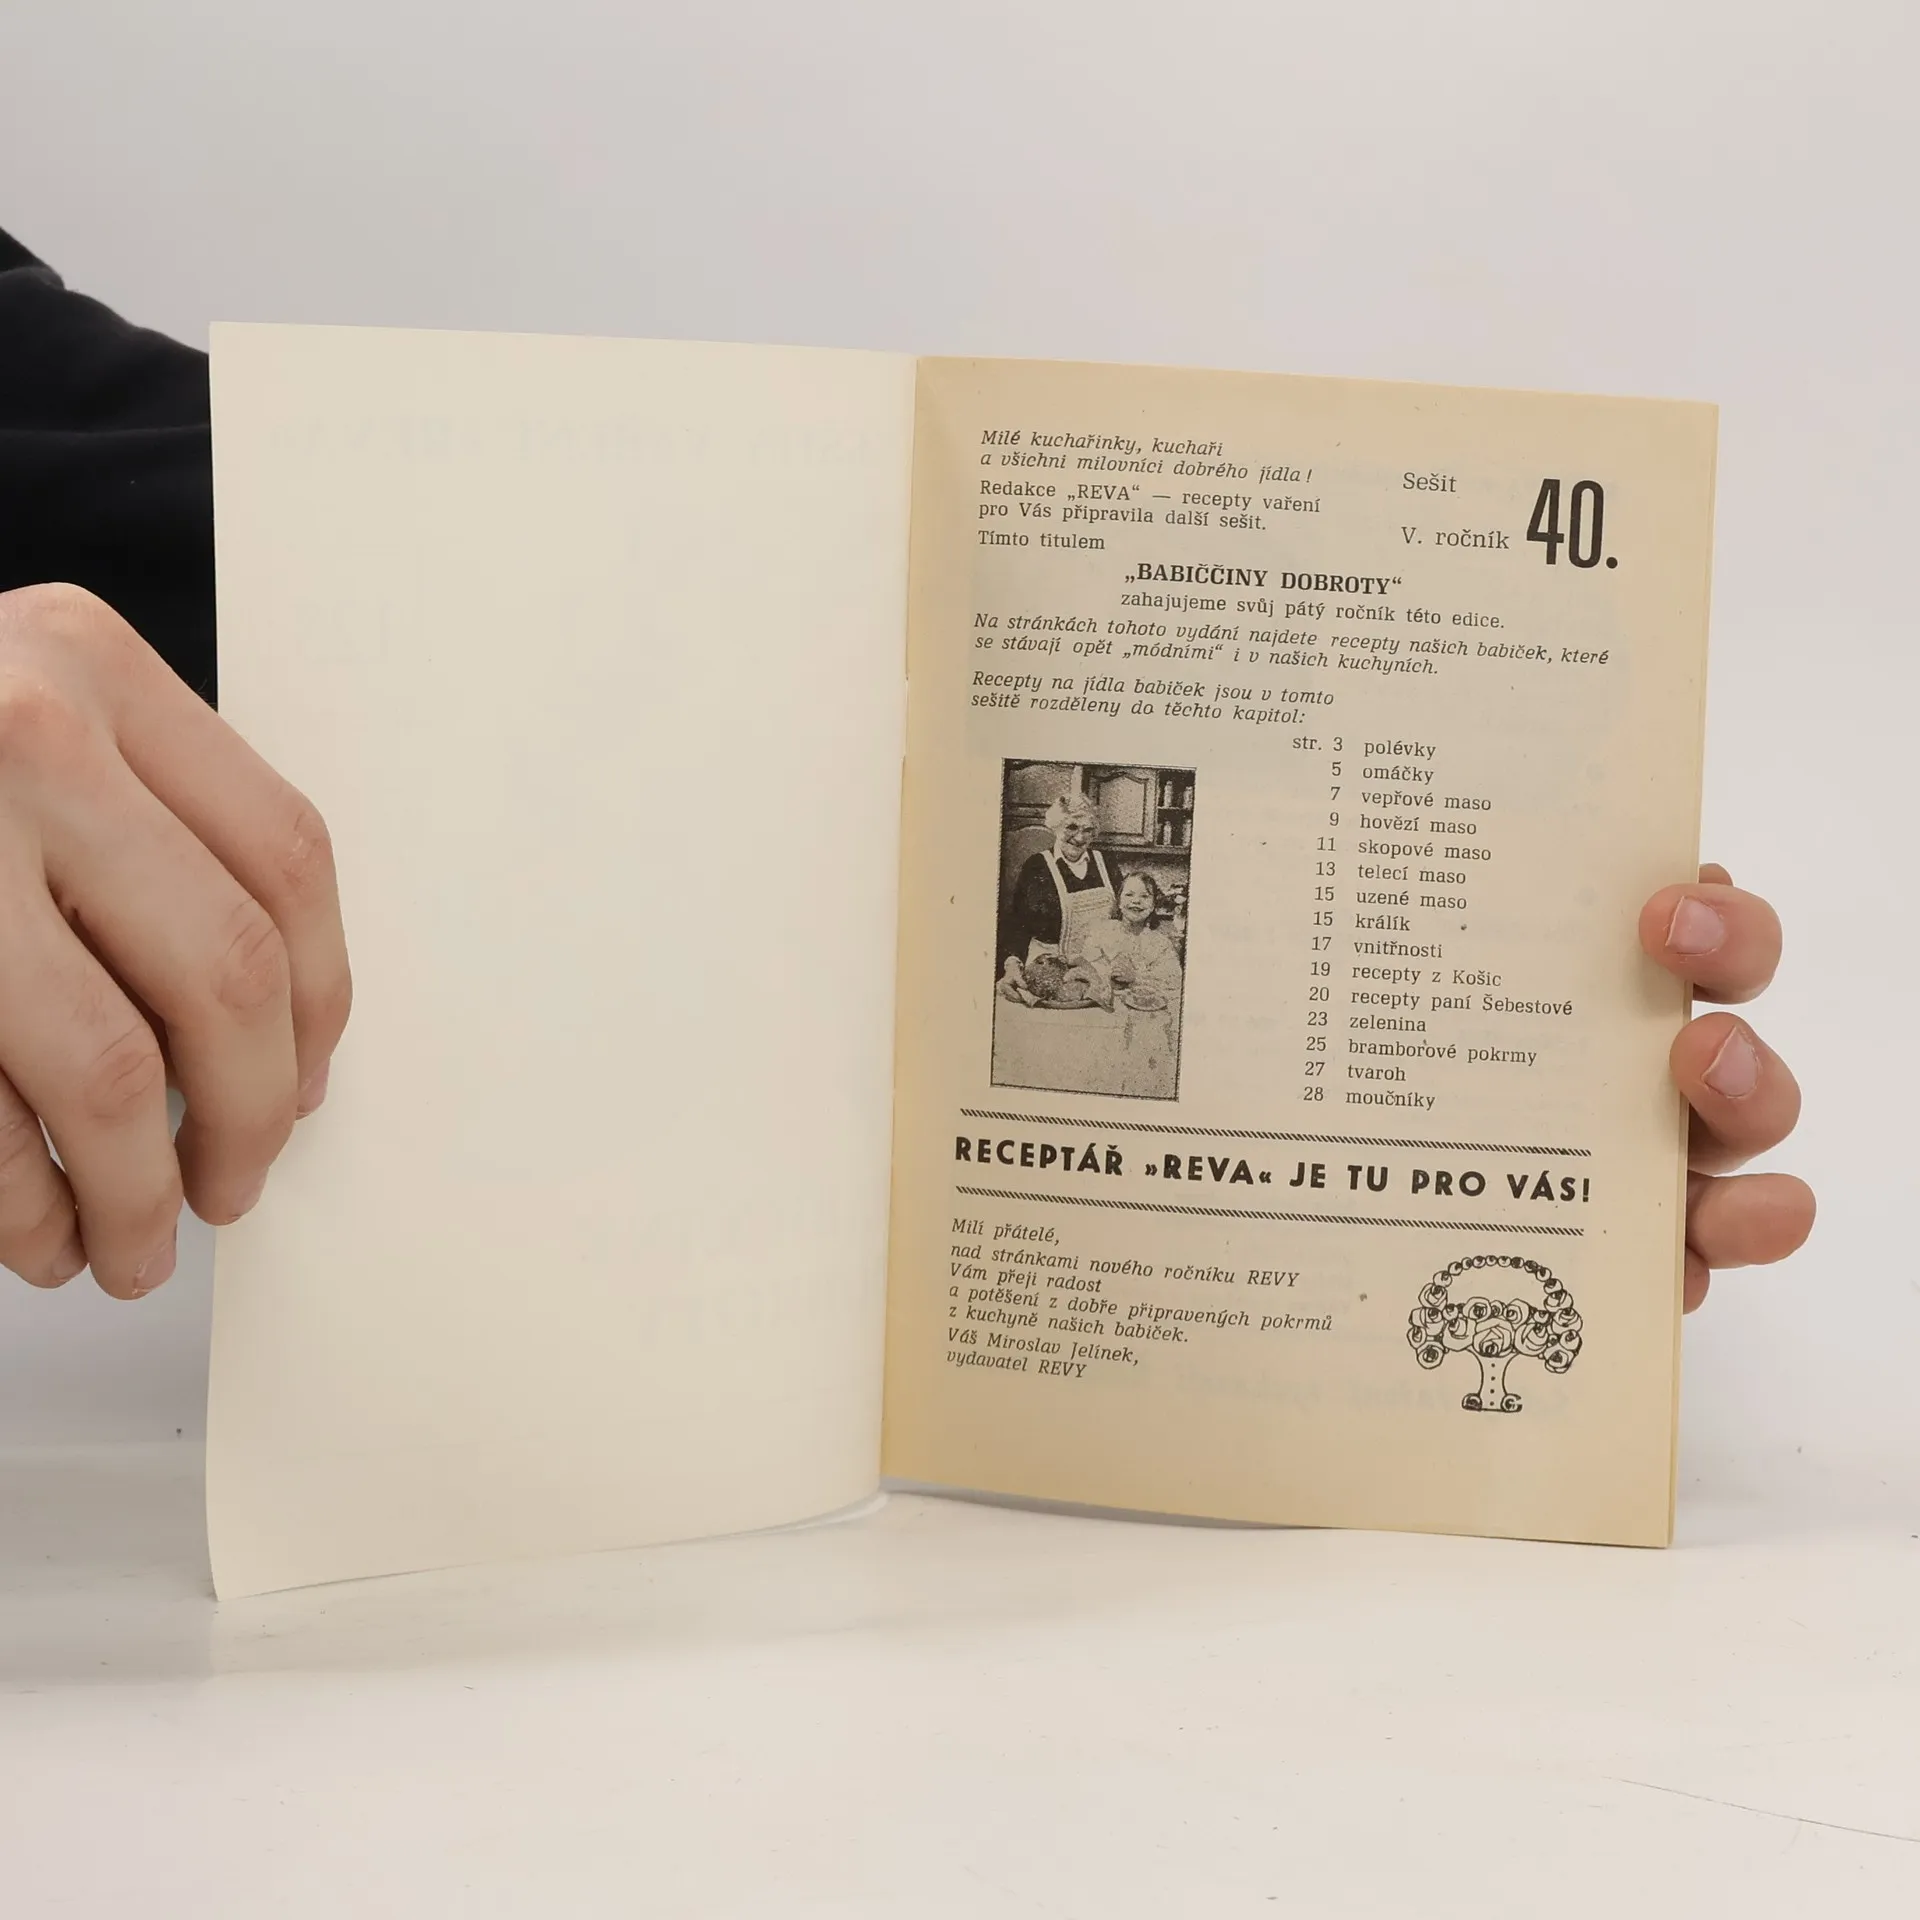 Milé kuchařinky, kuchaři
a všichni milovníci dobrého jídla!
Redakce „REVA“ — recepty vaření
pro Vás připravila další sešit.
Sešit
V. ročník 40.
Tímto titulem
„BABIČČINY DOBROTY“
zahajujeme svůj pátý ročník této edice.
Na stránkách tohoto vydání najdete recepty našich babiček, které
se stávají opět „módními“ i v našich kuchyních.
Recepty na jídla babiček jsou v tomto
sešitě rozděleny do těchto kapitol:
str. 3 polévky
5 omáčky
7 vepřové maso
9 hovězí maso
11 skopové maso
13 telecí maso
15 uzené maso
15 králík
17 vnitřnosti
19 recepty z Košic
20 recepty paní Šebestové
23 zelenina
25 bramborové pokrmy
27 tvaroh
28 moučníky
RECEPTÁŘ »REVA« JE TU PRO VÁS!
Milí přátelé,
nad stránkami nového ročníku REVY
Vám přeji radost
a potěšení z dobře připravených pokrmů
z kuchyně našich babiček.
Váš Miroslav Jelínek,
vydavatel REVY